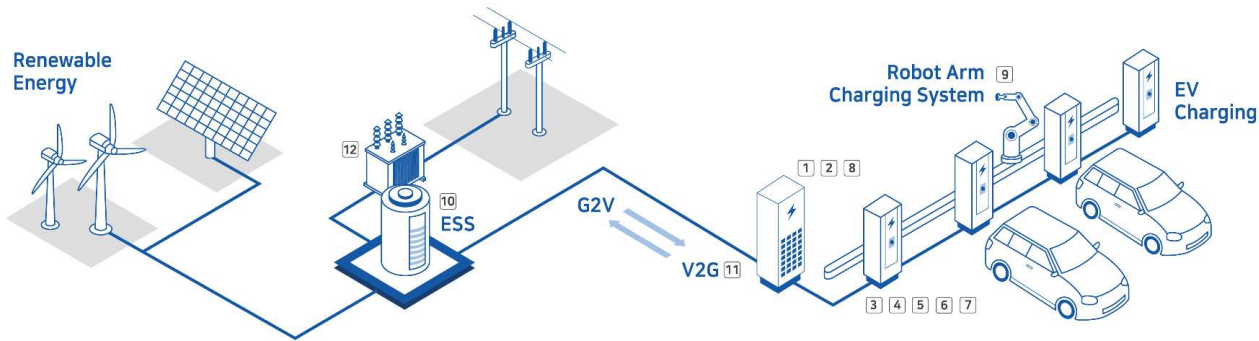 Renewable
Energy
12
10
ESS
G2V
V2G 11
1 2 8
3 4 5 6 7
Robot Arm 9
Charging System
EV
Charging